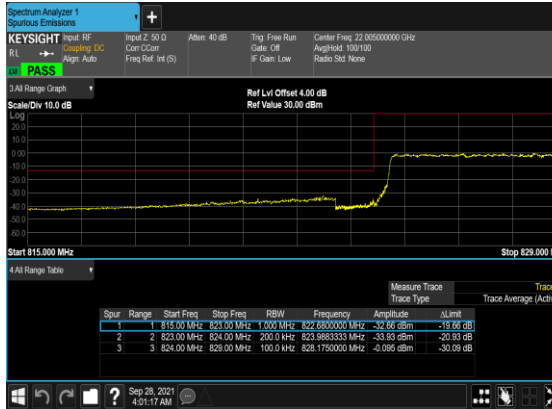 Spectrum Analyzer 1
Spurious Emissions
+
KEYSIGHT Input: RF Input Z: 50 Ω Atten: 40 dB Trig: Free Run Center Freq: 22.005000000 GHz
RL Coupling: DC Corr CCorr Gate: Off Avg|Hold: 100/100
Align: Auto Freq Ref: Int (S) IF Gain: Low Radio Std: None
PASS
3 All Range Graph
Ref Lvl Offset 4.00 dB
Scale/Div 10.0 dB Ref Value 30.00 dBm
Log
20.0
10.0
0.00
-10.0
-20.0
-30.0
-40.0
-50.0
-60.0
Start 815.000 MHz Stop 829.000
4 All Range Table
Measure Trace Trace
Trace Type Trace Average (Acti
Spur Range Start Freq Stop Freq RBW Frequency Amplitude ΔLimit
1 1 815.00 MHz 823.00 MHz 1.000 MHz 822.6800000 MHz -32.66 dBm -19.66 dB
2 2 823.00 MHz 824.00 MHz 200.0 kHz 823.9883333 MHz -33.93 dBm -20.93 dB
3 3 824.00 MHz 829.00 MHz 100.0 kHz 828.1750000 MHz -0.095 dBm -30.09 dB
? Sep 28, 2021
4:01:17 AM